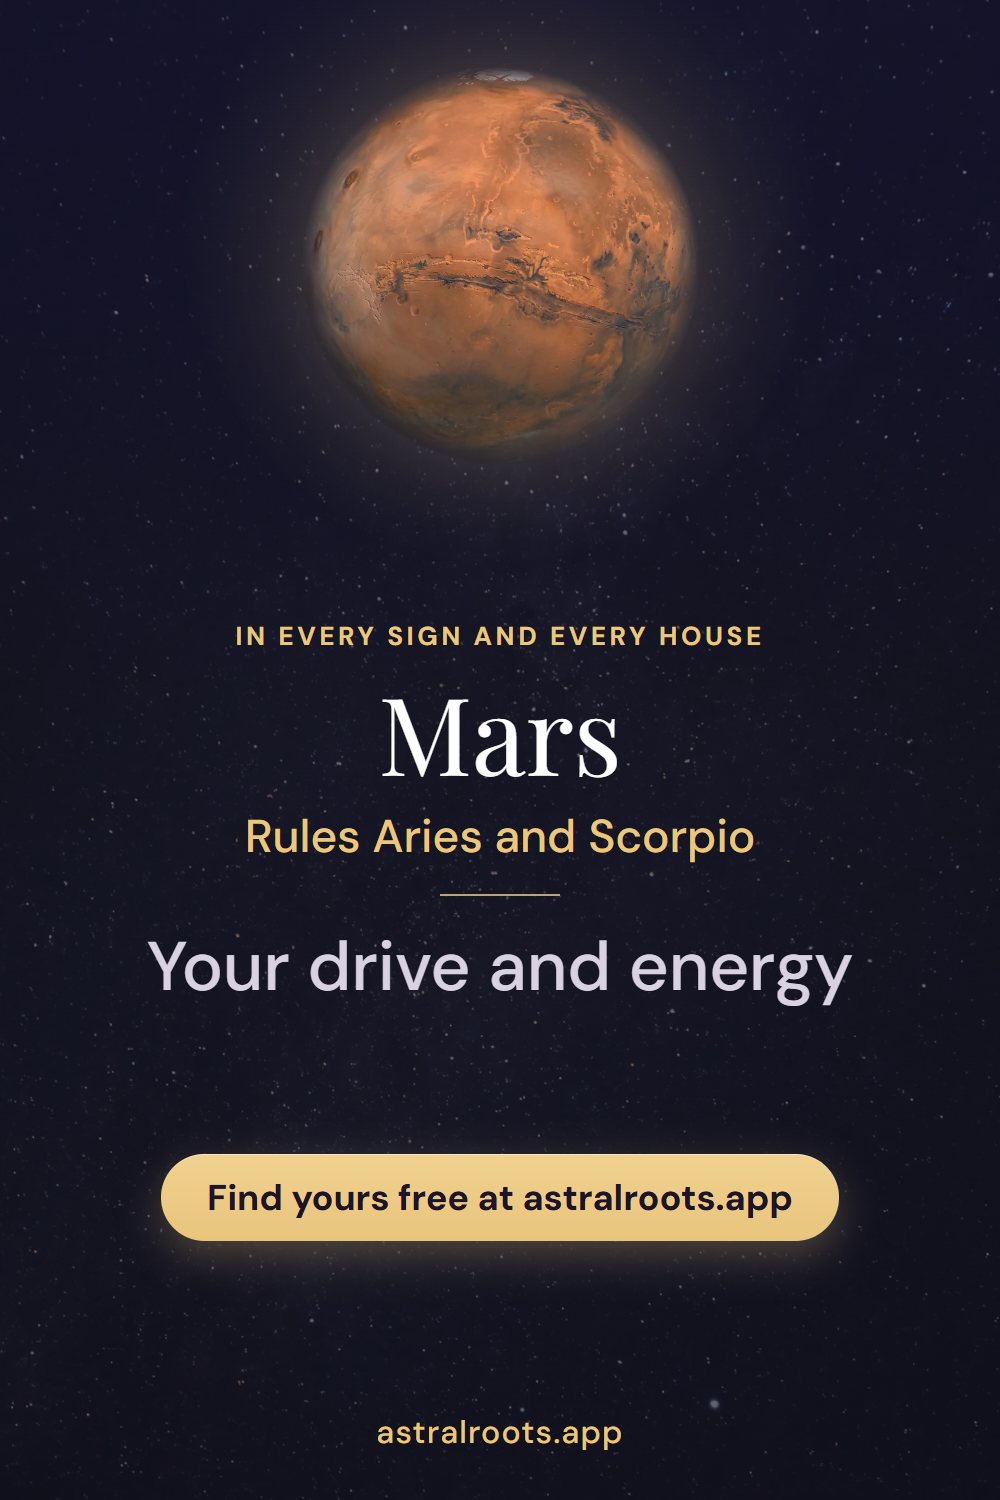 IN EVERY SIGN AND EVERY HOUSE
Mars
Rules Aries and Scorpio
Your drive and energy
Find yours free at astralroots.app
astralroots.app